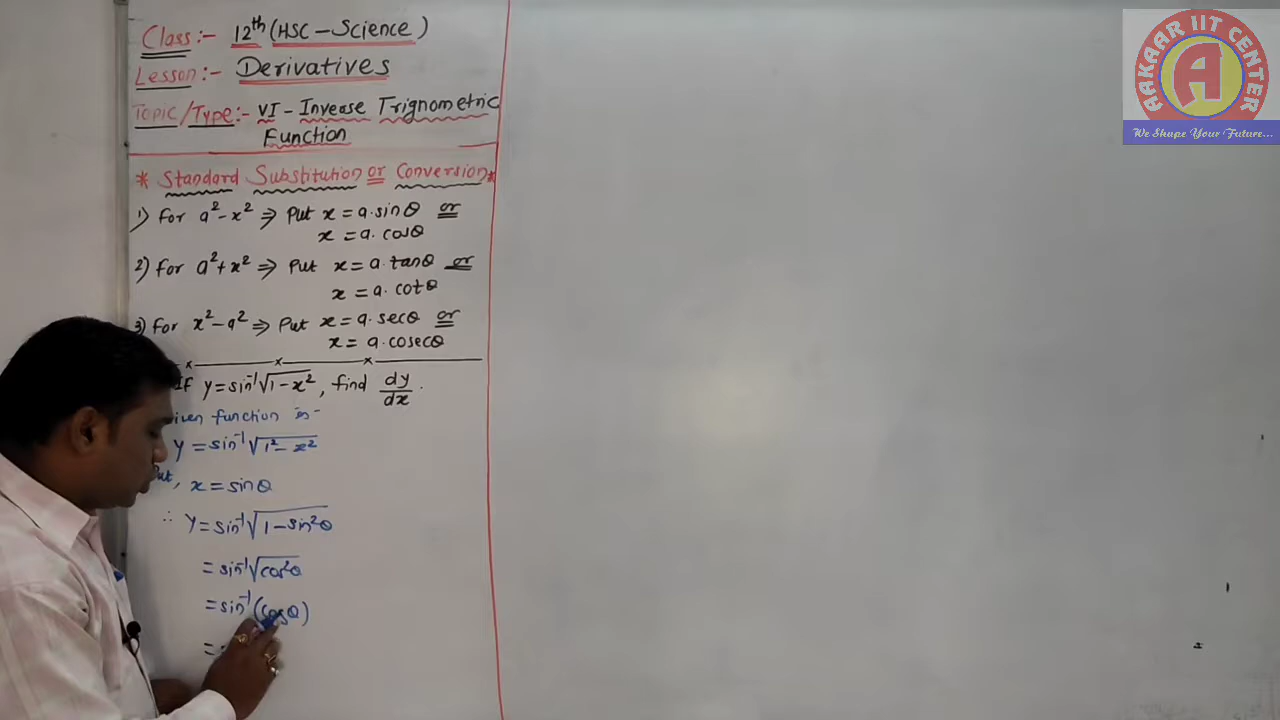 Class:- 12th (HSC - Science)
Lesson:- Derivatives
Topic/Type:- VI - Inverse Trignometric
Function
* Standard Substitution or Conversion *
1) For a² - x² ⇒ Put x = a.sinθ or
x = a.cosθ
2) For a² + x² ⇒ Put x = a.tanθ or
x = a.cotθ
3) For x² - a² ⇒ Put x = a.secθ or
x = a.cosecθ
If y = sin⁻¹√(1 - x²), find dy/dx.
given function is-
y = sin⁻¹√(1² - x²)
Put, x = sinθ
∴ y = sin⁻¹√(1 - sin²θ)
= sin⁻¹√(cos²θ)
= sin⁻¹(cosθ)
=
AAKAAR IIT CENTER
A
We Shape Your Future...